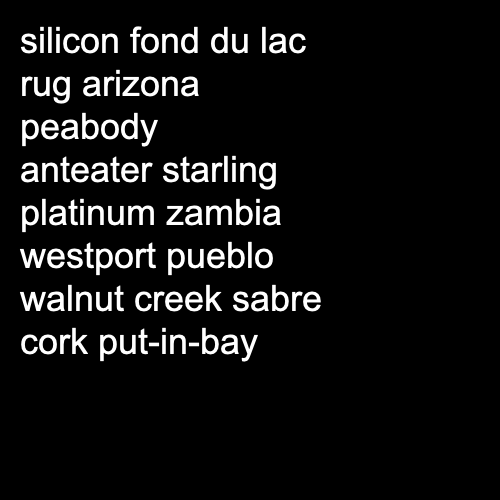 silicon fond du lac
rug arizona
peabody
anteater starling
platinum zambia
westport pueblo
walnut creek sabre
cork put-in-bay